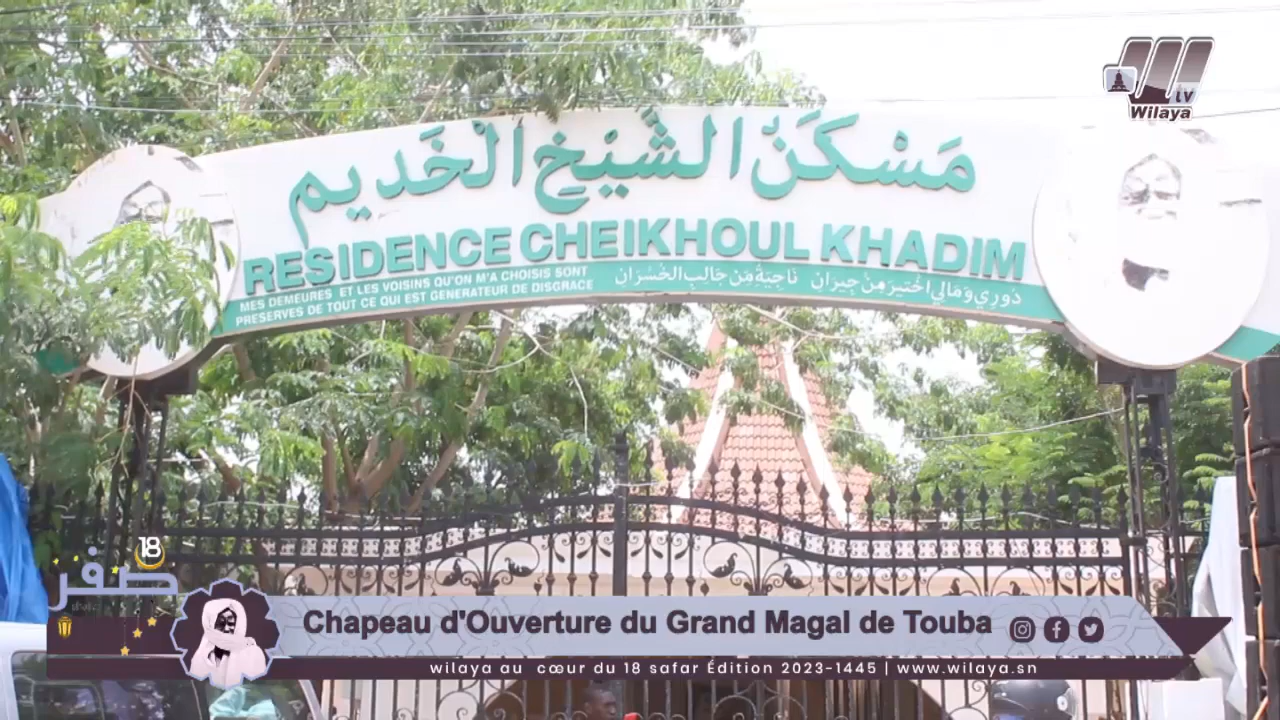 tv
Wilaya
مَسْكَنُ الشَّيْخِ الْخَدِيم
RESIDENCE CHEIKHOUL KHADIM
MES DEMEURES ET LES VOISINS QU'ON M'A CHOISIS SONT
PRESERVES DE TOUT CE QUI EST GENERATEUR DE DISGRACE
دُورِي وَمَالِي اخْتِيرَ مِنْ جِيرَانِ نَاجِيَةٌ مِنْ جَالِبِ الْخُسْرَانِ
18
صفر
Chapeau d'Ouverture du Grand Magal de Touba
wilaya au cœur du 18 safar Édition 2023-1445 | www.wilaya.sn